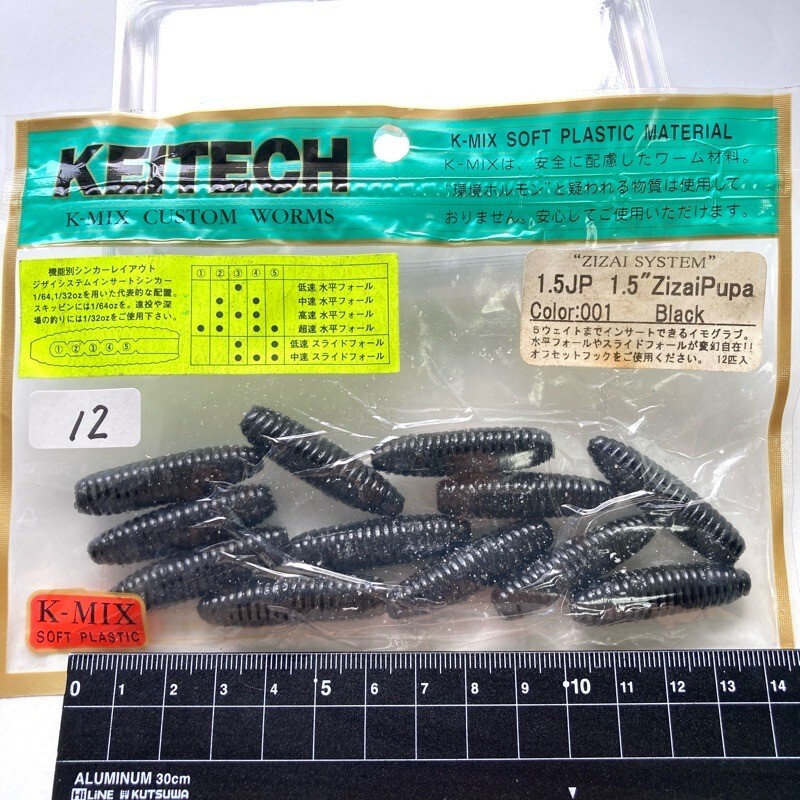 KEITECH
K-MIX CUSTOM WORMS
K-MIX SOFT PLASTIC MATERIAL
K-MIXは、安全に配慮したワーム材料。
"環境ホルモン"と疑われる物質は使用して
おりません。安心してご使用いただけます。
機能別シンカーレイアウト
ジザイシステムインサートシンカー
1/64,1/32ozを用いた代表的な配置。
スキッピンには1/64ozを。遠投や深
場の釣りには1/32ozをご使用下さい。
① ② ③ ④ ⑤
① ② ③ ④ ⑤
● 低速 水平フォール
● ● 中速 水平フォール
● ● ● 高速 水平フォール
● ● ● ● 超速 水平フォール
● ● 低速 スライドフォール
● ● ● 中速 スライドフォール
"ZIZAI SYSTEM"
1.5JP 1.5"ZizaiPupa
Color:001 Black
5ウェイトまでインサートできるイモグラブ。
水平フォールやスライドフォールが変幻自在!!
オフセットフックをご使用ください。 12匹入
12
K-MIX
SOFT PLASTIC
0 1 2 3 4 5 6 7 8 9 10 11 12 13 14
ALUMINUM 30cm
Hi LiNE KUTSUWA